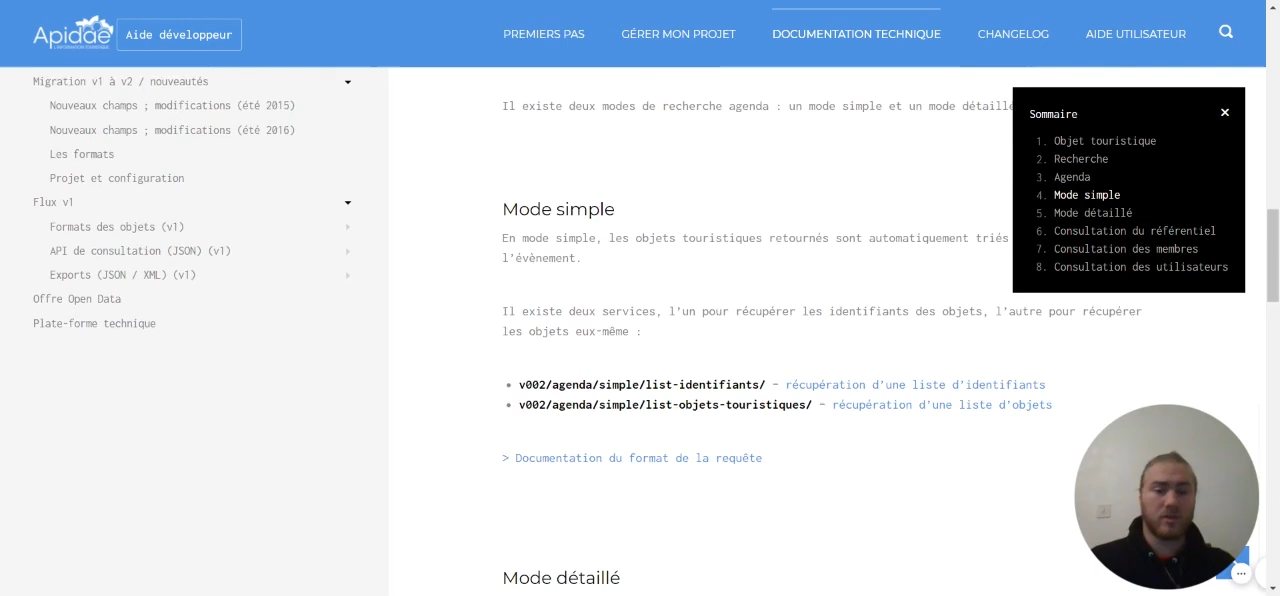 Apidae
L'INFORMATION TOURISTIQUE
Aide développeur
PREMIERS PAS
GÉRER MON PROJET
DOCUMENTATION TECHNIQUE
CHANGELOG
AIDE UTILISATEUR
Migration v1 à v2 / nouveautés
Nouveaux champs ; modifications (été 2015)
Nouveaux champs ; modifications (été 2016)
Les formats
Projet et configuration
Flux v1
Formats des objets (v1)
API de consultation (JSON) (v1)
Exports (JSON / XML) (v1)
Offre Open Data
Plate-forme technique
Il existe deux modes de recherche agenda : un mode simple et un mode détaillé
Mode simple
En mode simple, les objets touristiques retournés sont automatiquement triés
l'évènement.
Il existe deux services, l'un pour récupérer les identifiants des objets, l'autre pour récupérer
les objets eux-même :
• v002/agenda/simple/list-identifiants/ – récupération d'une liste d'identifiants
• v002/agenda/simple/list-objets-touristiques/ – récupération d'une liste d'objets
> Documentation du format de la requête
Mode détaillé
Sommaire ×
1. Objet touristique
2. Recherche
3. Agenda
4. Mode simple
5. Mode détaillé
6. Consultation du référentiel
7. Consultation des membres
8. Consultation des utilisateurs